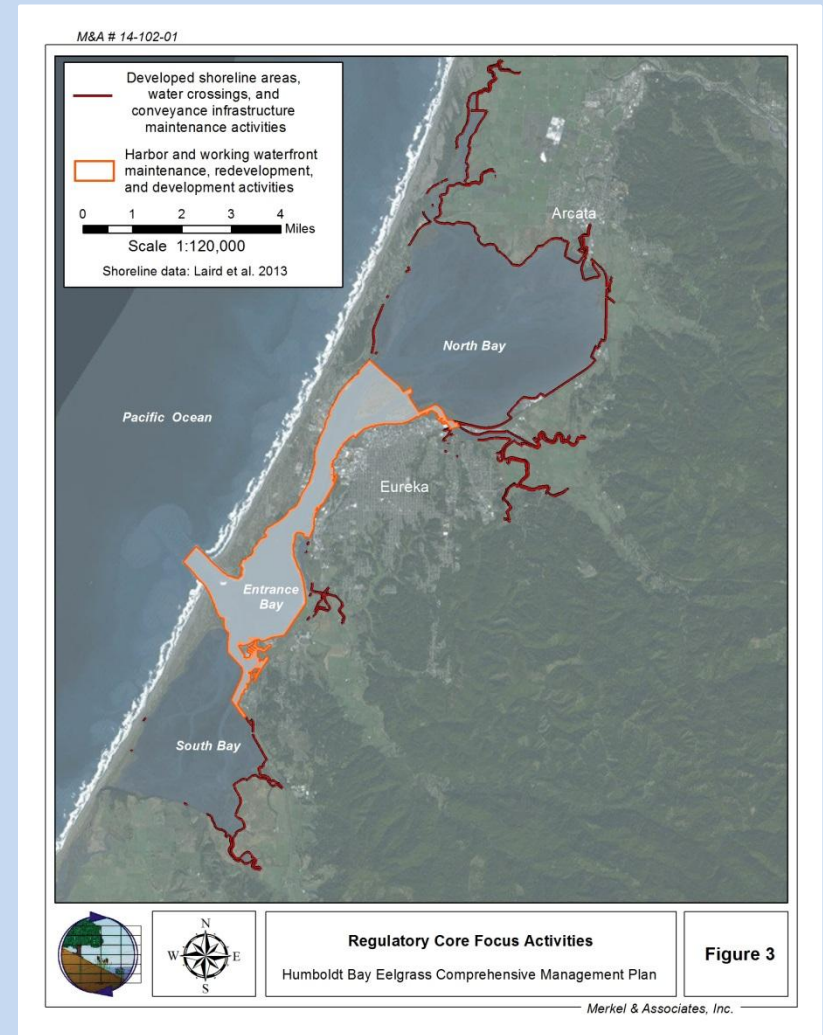 M&A # 14-102-01
Developed shoreline areas,
water crossings, and
conveyance infrastructure
maintenance activities
Harbor and working waterfront
maintenance, redevelopment,
and development activities
0 1 2 3 4
Miles
Scale 1:120,000
Shoreline data: Laird et al. 2013
Arcata
North Bay
Pacific Ocean
Eureka
Entrance
Bay
South Bay
N
W E
S
Regulatory Core Focus Activities
Humboldt Bay Eelgrass Comprehensive Management Plan
Figure 3
Merkel & Associates, Inc.